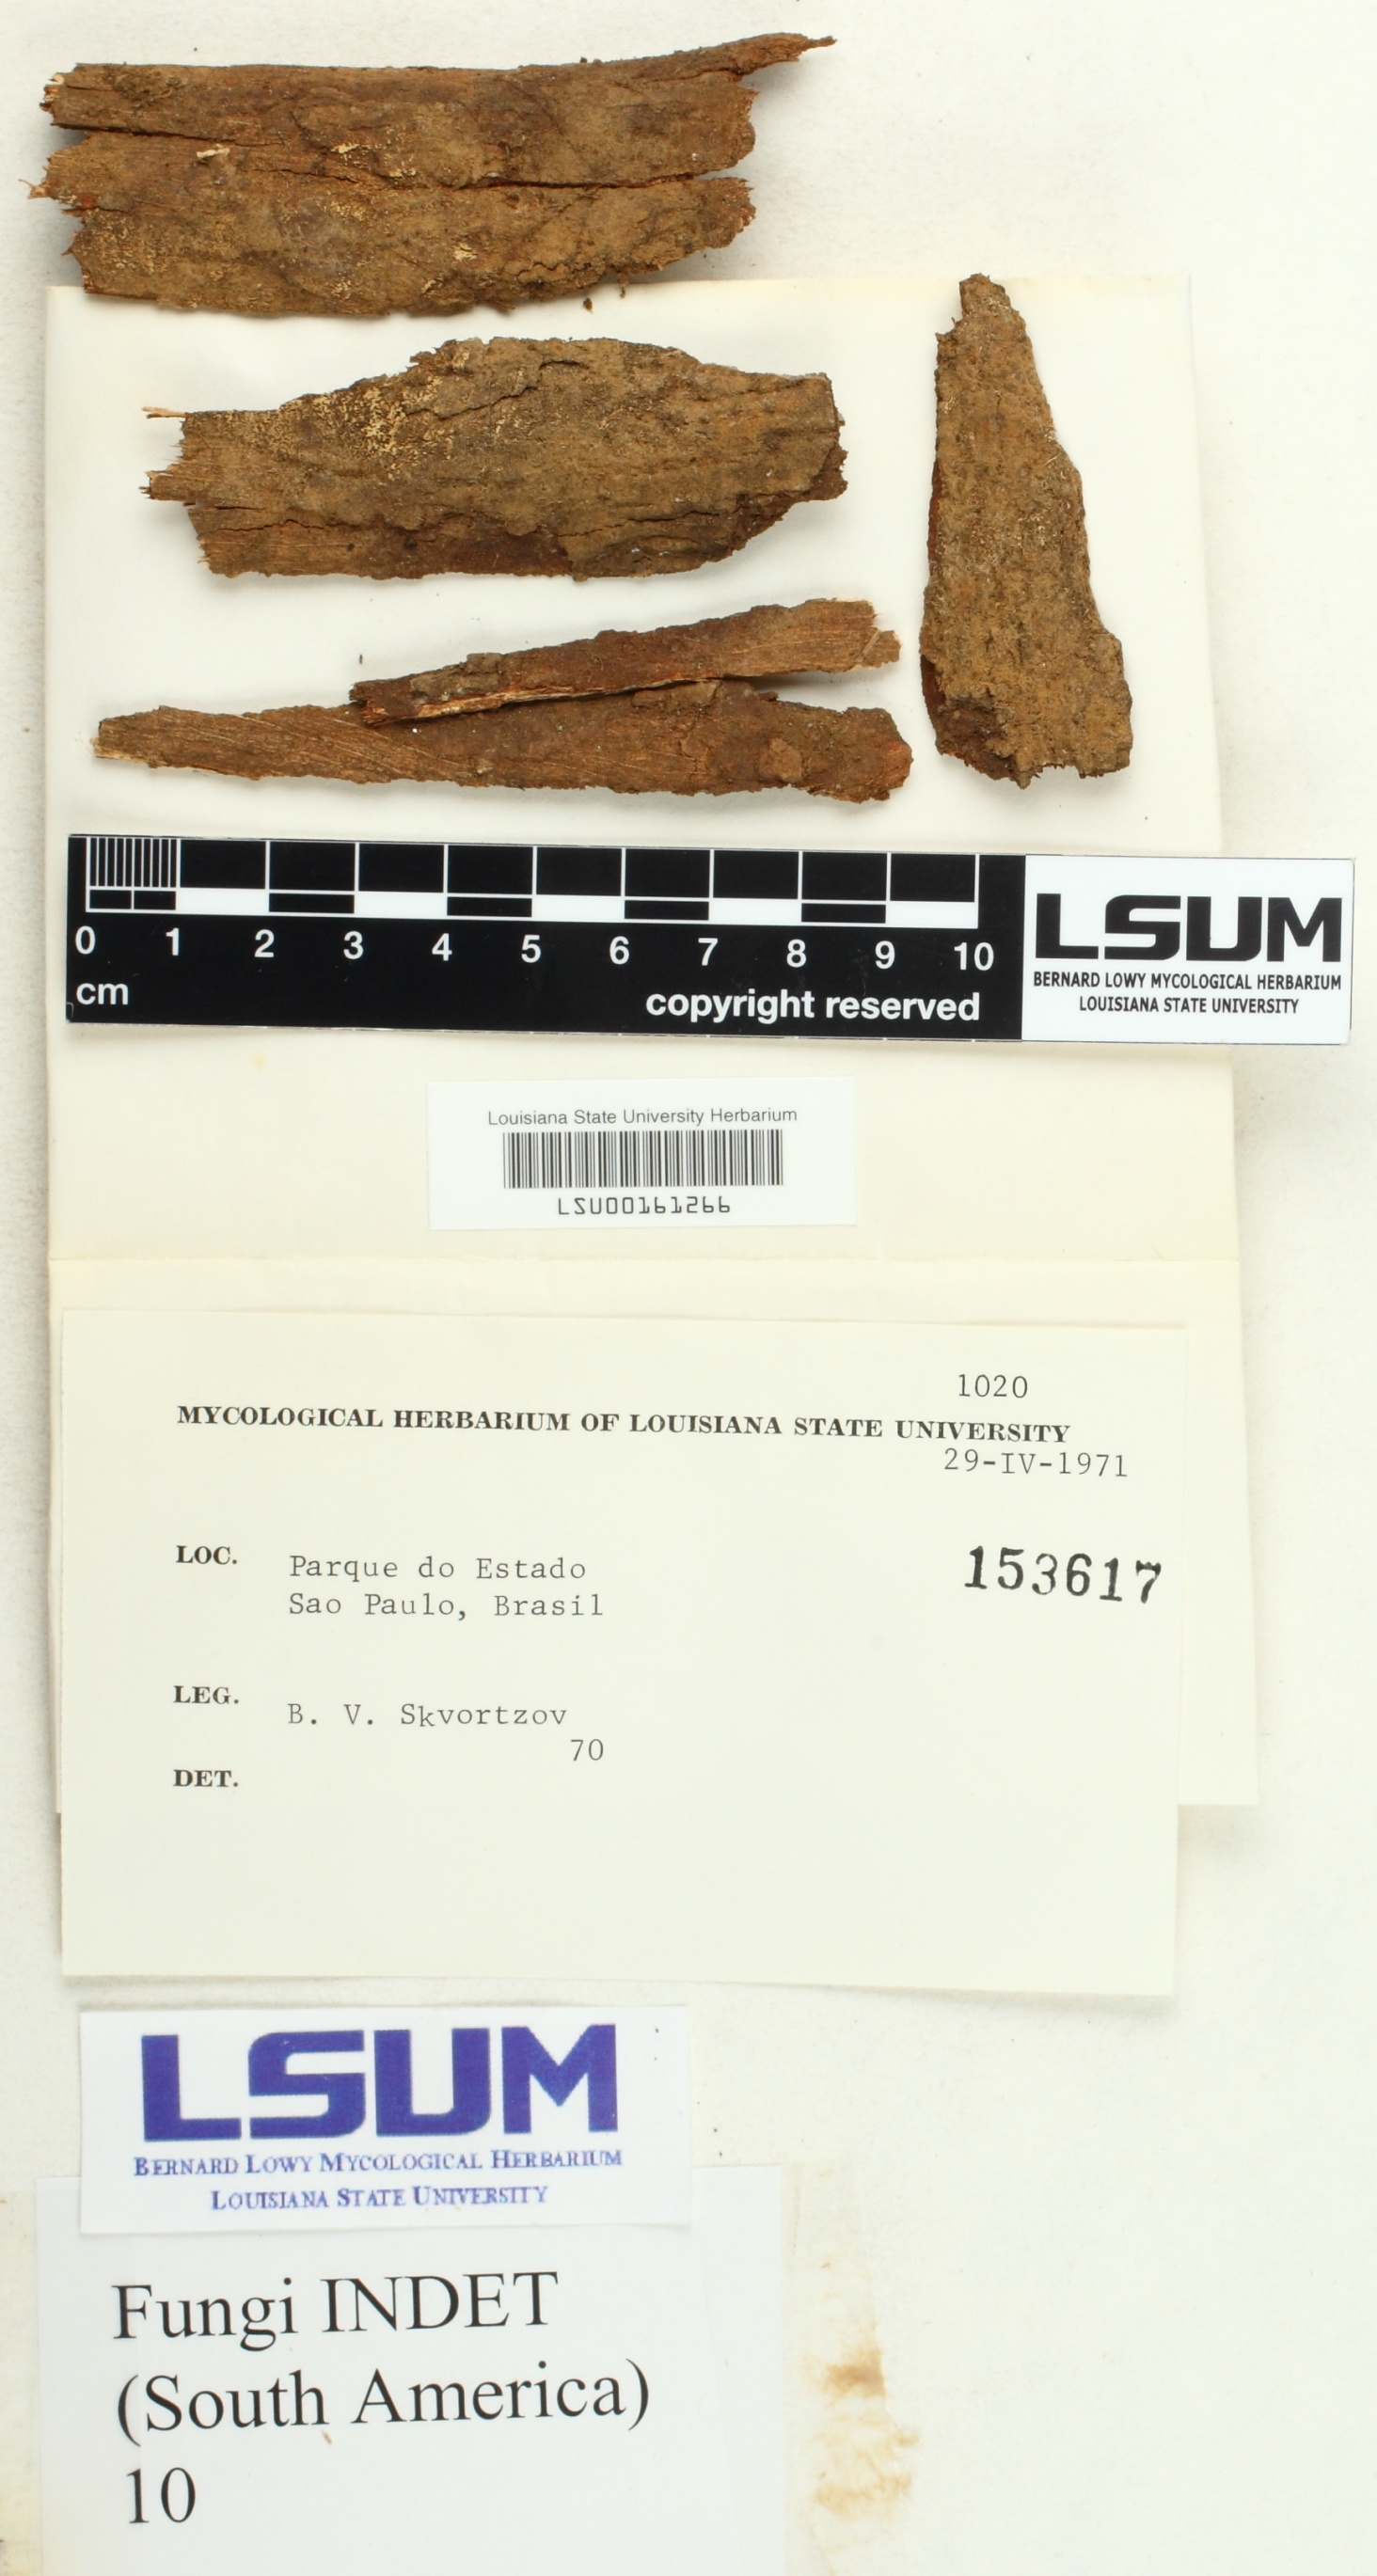 0 1 2 3 4 5 6 7 8 9 10
cm
copyright reserved
LSUM
BERNARD LOWY MYCOLOGICAL HERBARIUM
LOUISIANA STATE UNIVERSITY
Louisiana State University Herbarium
LSU00161266
1020
MYCOLOGICAL HERBARIUM OF LOUISIANA STATE UNIVERSITY
29-IV-1971
LOC. Parque do Estado
Sao Paulo, Brasil
153617
LEG. B. V. Skvortzov
70
DET.
LSUM
BERNARD LOWY MYCOLOGICAL HERBARIUM
LOUISIANA STATE UNIVERSITY
Fungi INDET
(South America)
10